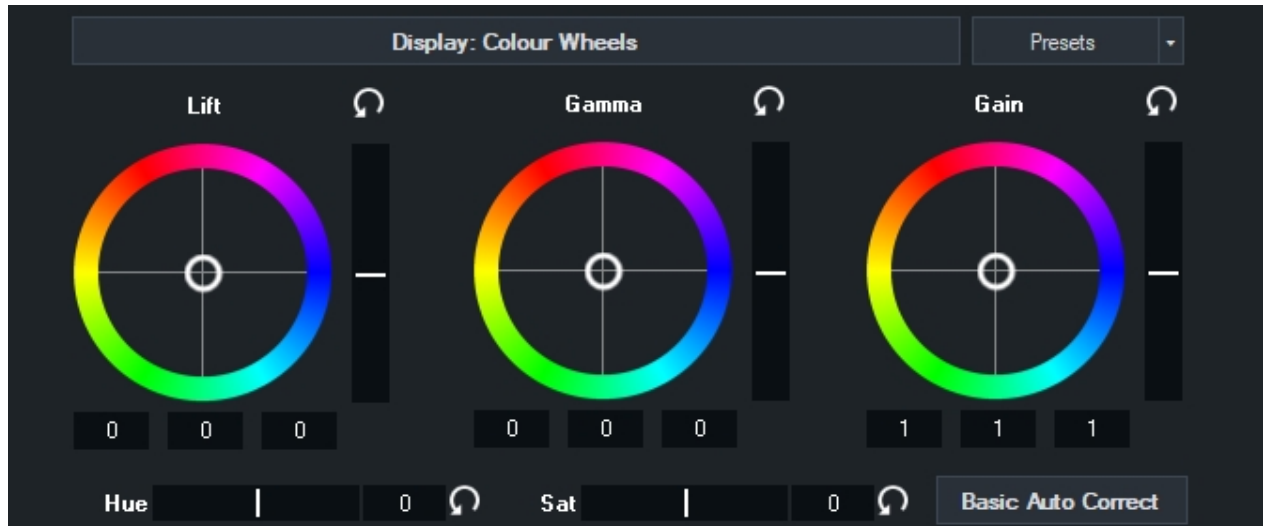 Display: Colour Wheels Presets
Lift Gamma Gain
0 0 0 0 0 0 1 1 1
Hue 0 Sat 0 Basic Auto Correct